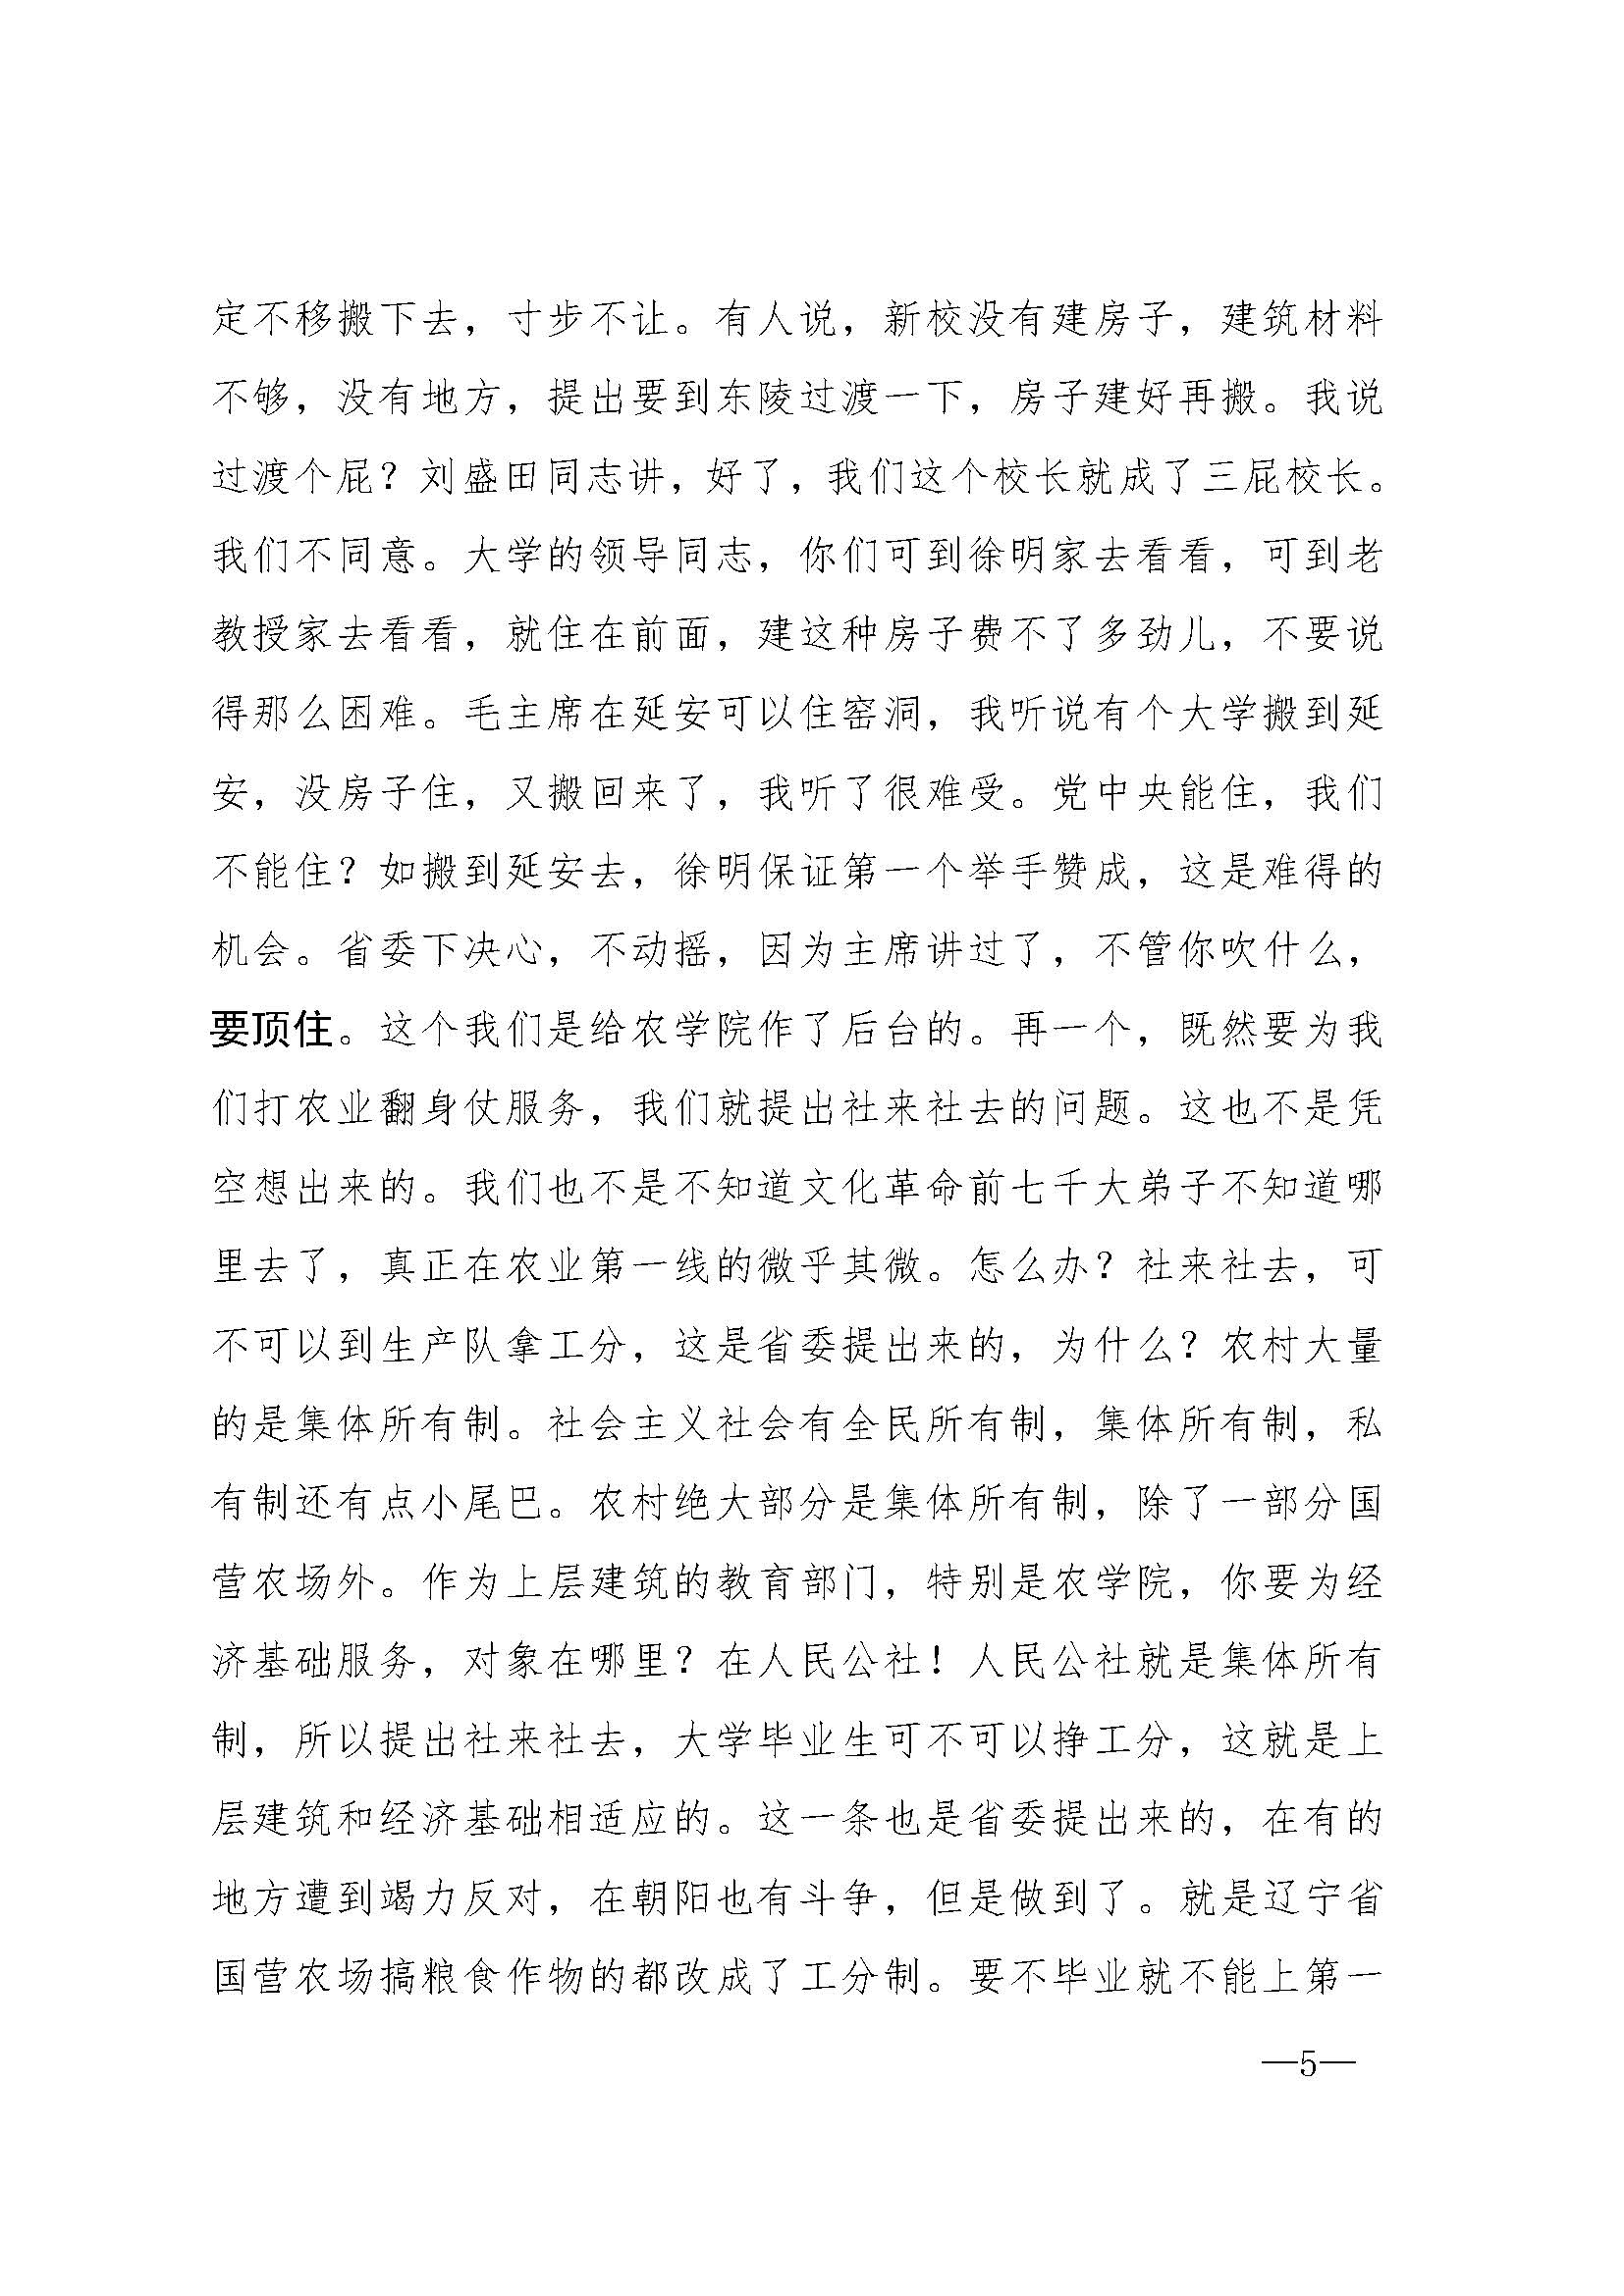 定不移搬下去，寸步不让。有人说，新校没有建房子，建筑材料
不够，没有地方，提出要到东陵过渡一下，房子建好再搬。我说
过渡个屁？刘盛田同志讲，好了，我们这个校长就成了三屁校长。
我们不同意。大学的领导同志，你们可到徐明家去看看，可到老
教授家去看看，就住在前面，建这种房子费不了多劲儿，不要说
得那么困难。毛主席在延安可以住窑洞，我听说有个大学搬到延
安，没房子住，又搬回来了，我听了很难受。党中央能住，我们
不能住？如搬到延安去，徐明保证第一个举手赞成，这是难得的
机会。省委下决心，不动摇，因为主席讲过了，不管你吹什么，
要顶住。这个我们是给农学院作了后台的。再一个，既然要为我
们打农业翻身仗服务，我们就提出社来社去的问题。这也不是凭
空想出来的。我们也不是不知道文化革命前七千大弟子不知道哪
里去了，真正在农业第一线的微乎其微。怎么办？社来社去，可
不可以到生产队拿工分，这是省委提出来的，为什么？农村大量
的是集体所有制。社会主义社会有全民所有制，集体所有制，私
有制还有点小尾巴。农村绝大部分是集体所有制，除了一部分国
营农场外。作为上层建筑的教育部门，特别是农学院，你要为经
济基础服务，对象在哪里？在人民公社！人民公社就是集体所有
制，所以提出社来社去，大学毕业生可不可以挣工分，这就是上
层建筑和经济基础相适应的。这一条也是省委提出来的，在有的
地方遭到竭力反对，在朝阳也有斗争，但是做到了。就是辽宁省
国营农场搞粮食作物的都改成了工分制。要不毕业就不能上第一
—5—